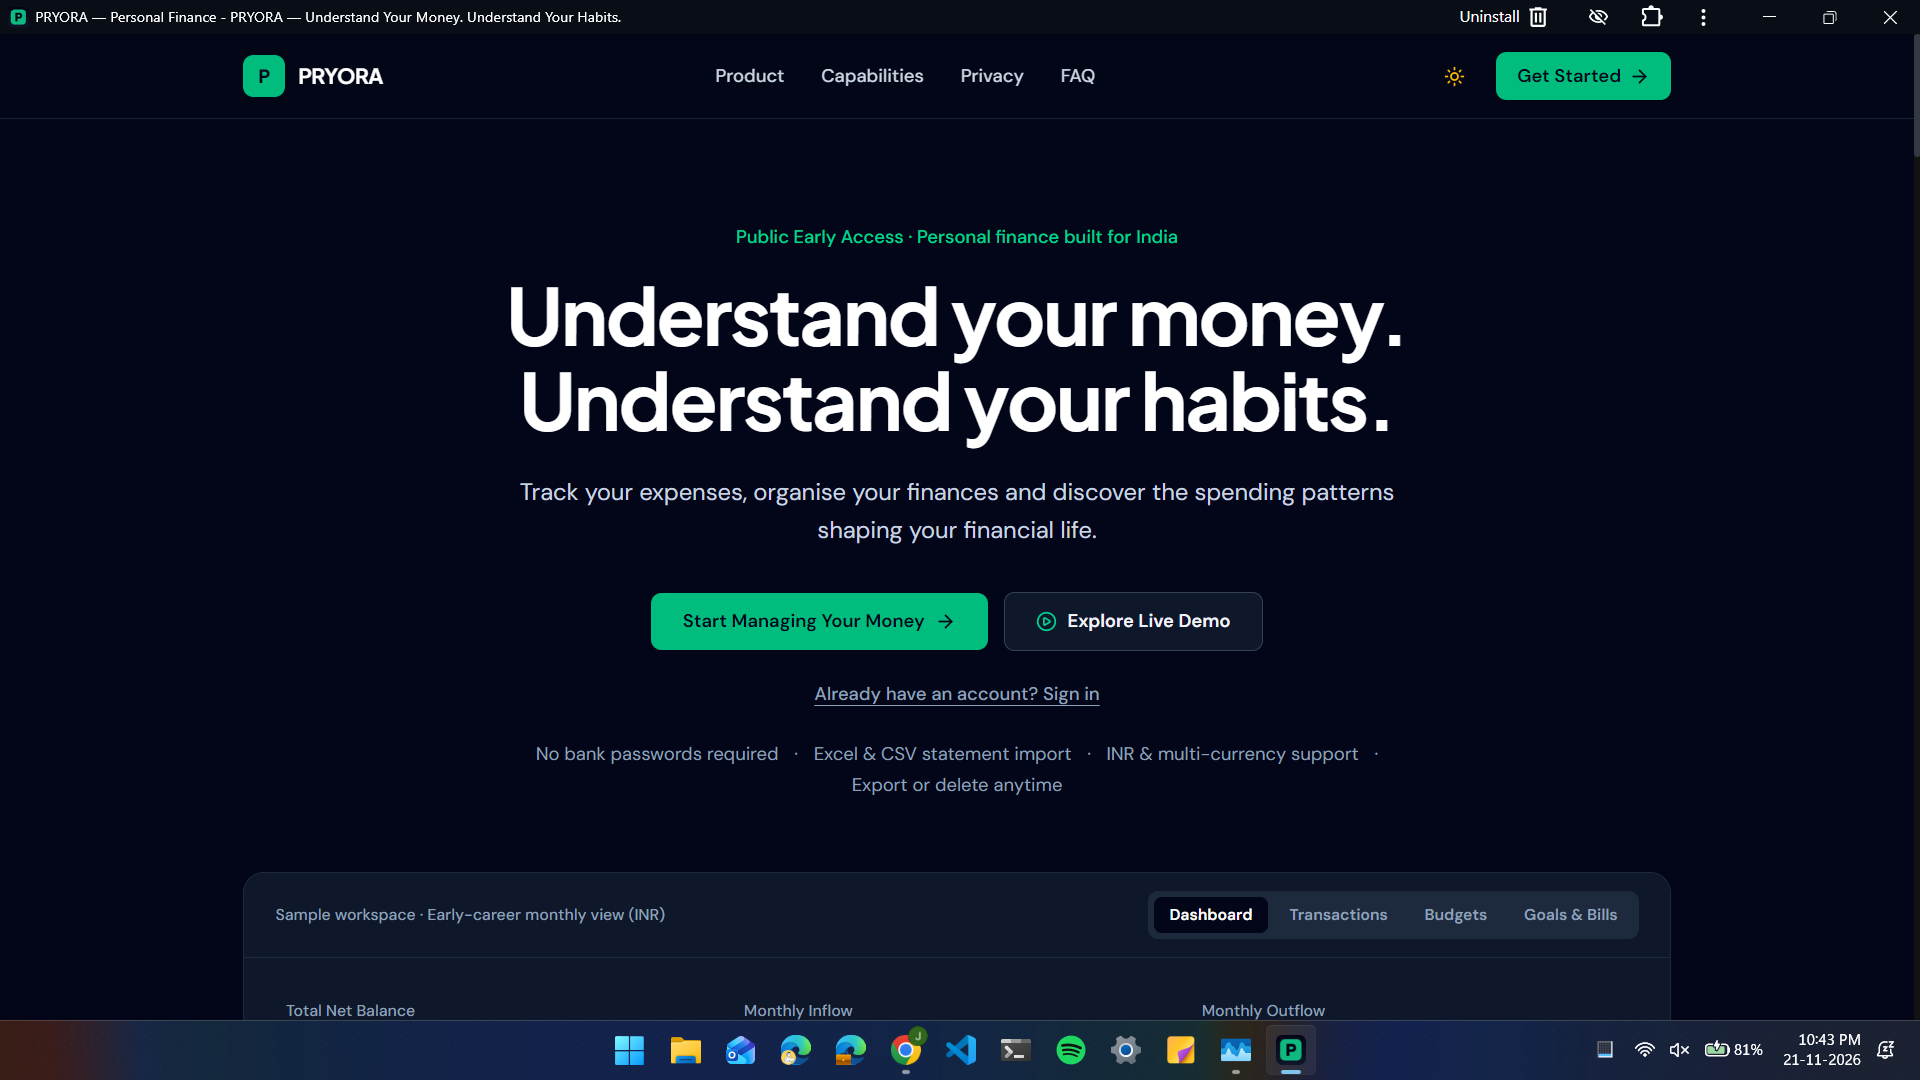 PRYORA — Personal Finance - PRYORA — Understand Your Money. Understand Your Habits.
Uninstall
P PRYORA
Product Capabilities Privacy FAQ
Get Started →
Public Early Access · Personal finance built for India
Understand your money.
Understand your habits.
Track your expenses, organise your finances and discover the spending patterns
shaping your financial life.
Start Managing Your Money →
Explore Live Demo
Already have an account? Sign in
No bank passwords required · Excel & CSV statement import · INR & multi-currency support ·
Export or delete anytime
Sample workspace · Early-career monthly view (INR)
Dashboard Transactions Budgets Goals & Bills
Total Net Balance Monthly Inflow Monthly Outflow
J
P
81%
10:43 PM
21-11-2026